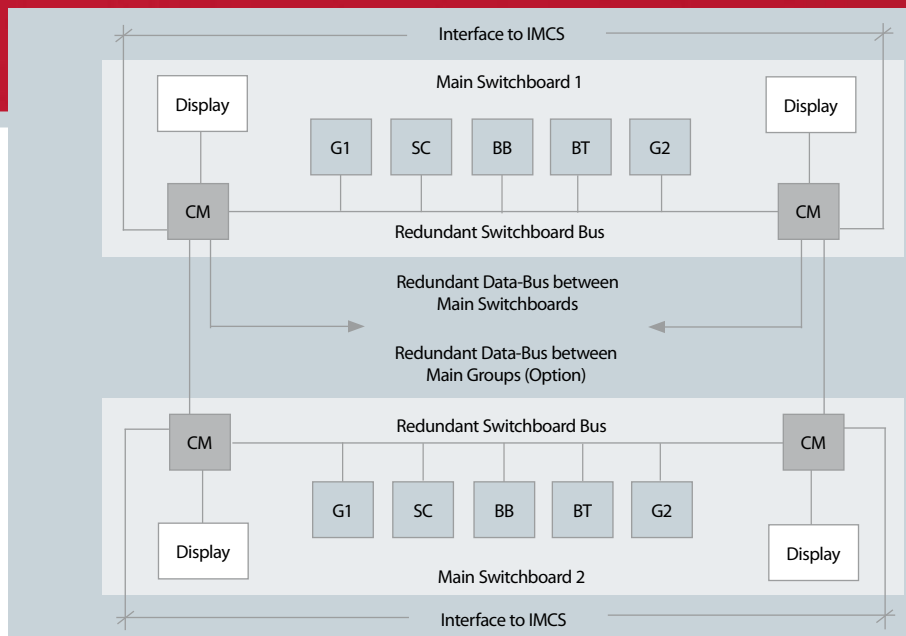 Interface to IMCS
Main Switchboard 1
Display
Display
G1
SC
BB
BT
G2
CM
CM
Redundant Switchboard Bus
Redundant Data-Bus between
Main Switchboards
Redundant Data-Bus between
Main Groups (Option)
CM
Redundant Switchboard Bus
CM
G1
SC
BB
BT
G2
Display
Display
Main Switchboard 2
Interface to IMCS